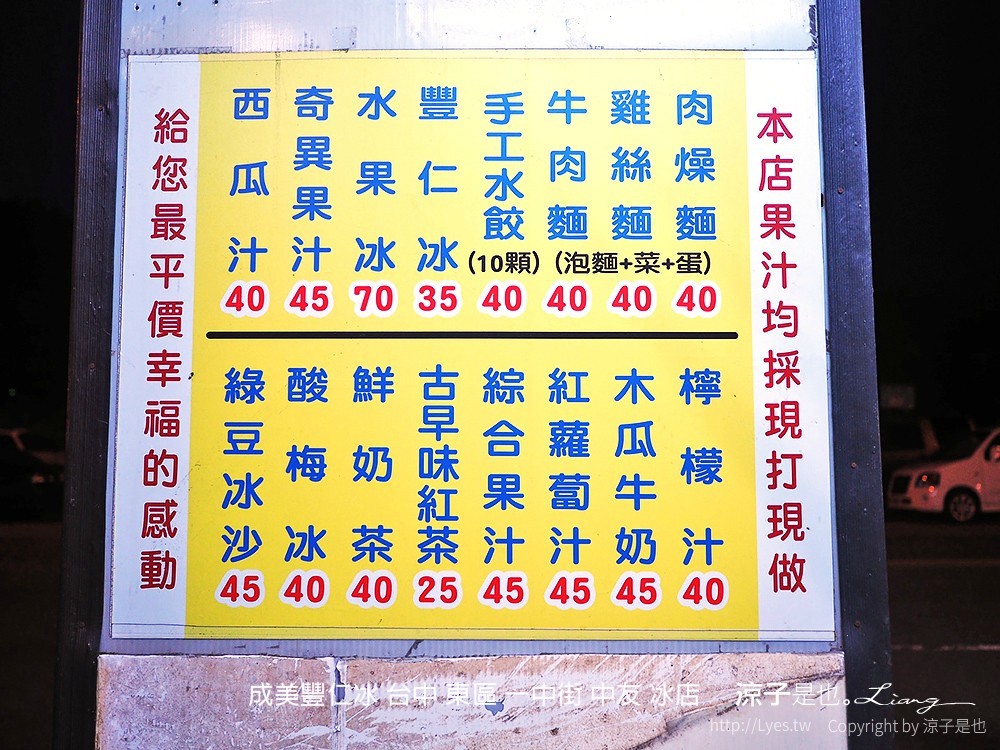 本店果汁均採現打現做
肉燥麵
40
雞絲麵
40
牛肉麵
40
(泡麵+菜+蛋)
手工水餃
(10顆)
40
豐仁冰
35
水果冰
70
奇異果汁
45
西瓜汁
40
檸檬汁
40
木瓜牛奶
45
紅蘿蔔汁
45
綜合果汁
45
古早味紅茶
25
鮮奶茶
40
酸梅冰
40
綠豆冰沙
45
給您最平價幸福的感動
成美豐仁冰 台中 東區 一中街 中友 冰店 涼子是也。Liang
http://Lyes.tw Copyright by 涼子是也